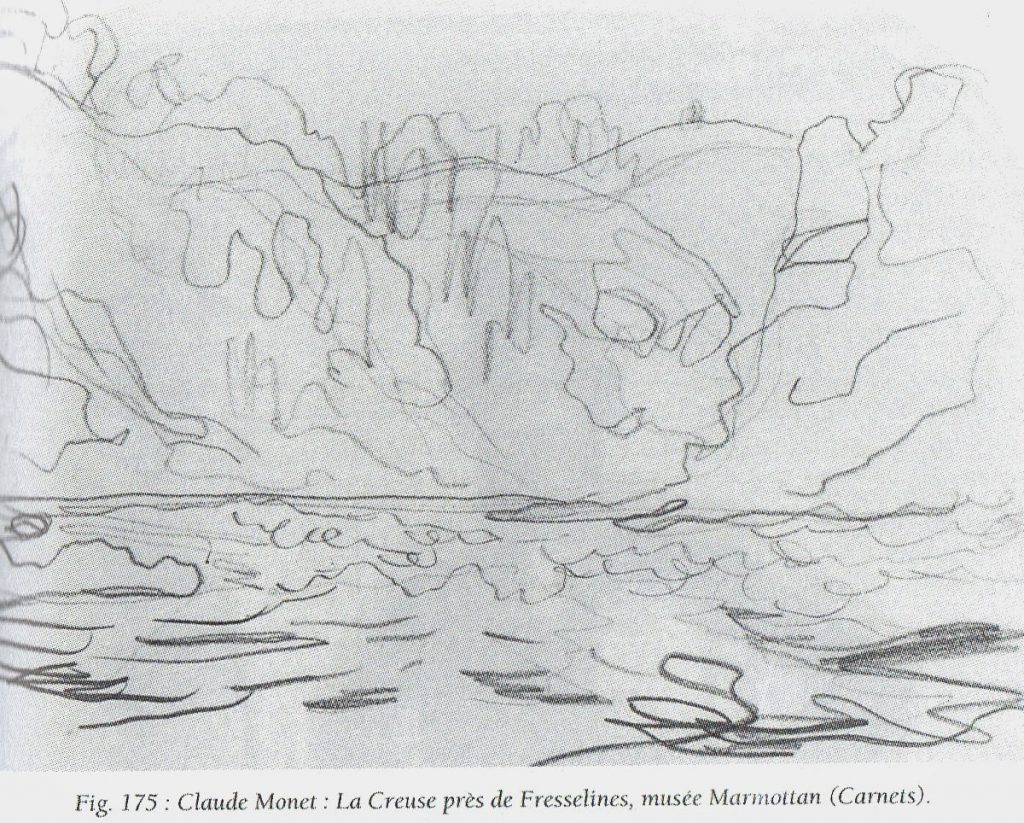 Fig. 175 : Claude Monet : La Creuse près de Fresselines, musée Marmottan (Carnets).